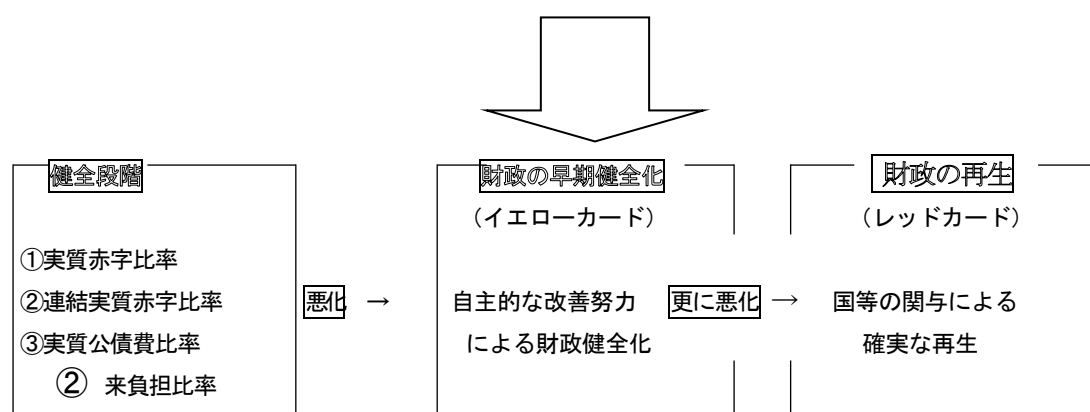 健全段階
①実質赤字比率
②連結実質赤字比率
③実質公債費比率
② 来負担比率
悪化 →
財政の早期健全化
(イエローカード)
自主的な改善努力
による財政健全化
更に悪化 →
財政の再生
(レッドカード)
国等の関与による
確実な再生